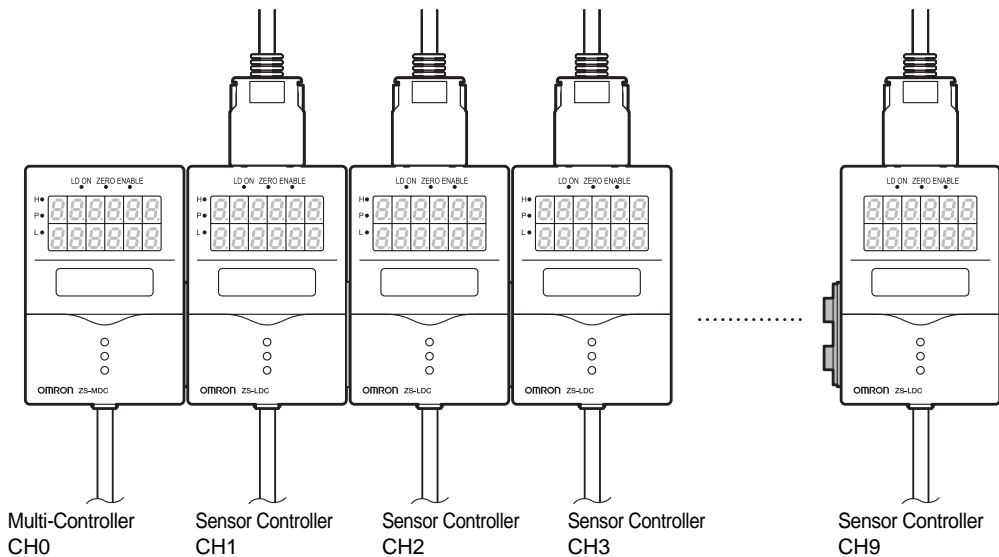 LD ON ZERO ENABLE
H
P
L
OMRON ZS-MDC
LD ON ZERO ENABLE
H
P
L
OMRON ZS-LDC
LD ON ZERO ENABLE
H
P
L
OMRON ZS-LDC
LD ON ZERO ENABLE
H
P
L
OMRON ZS-LDC
LD ON ZERO ENABLE
OMRON ZS-LDC
Multi-Controller
CH0
Sensor Controller
CH1
Sensor Controller
CH2
Sensor Controller
CH3
Sensor Controller
CH9